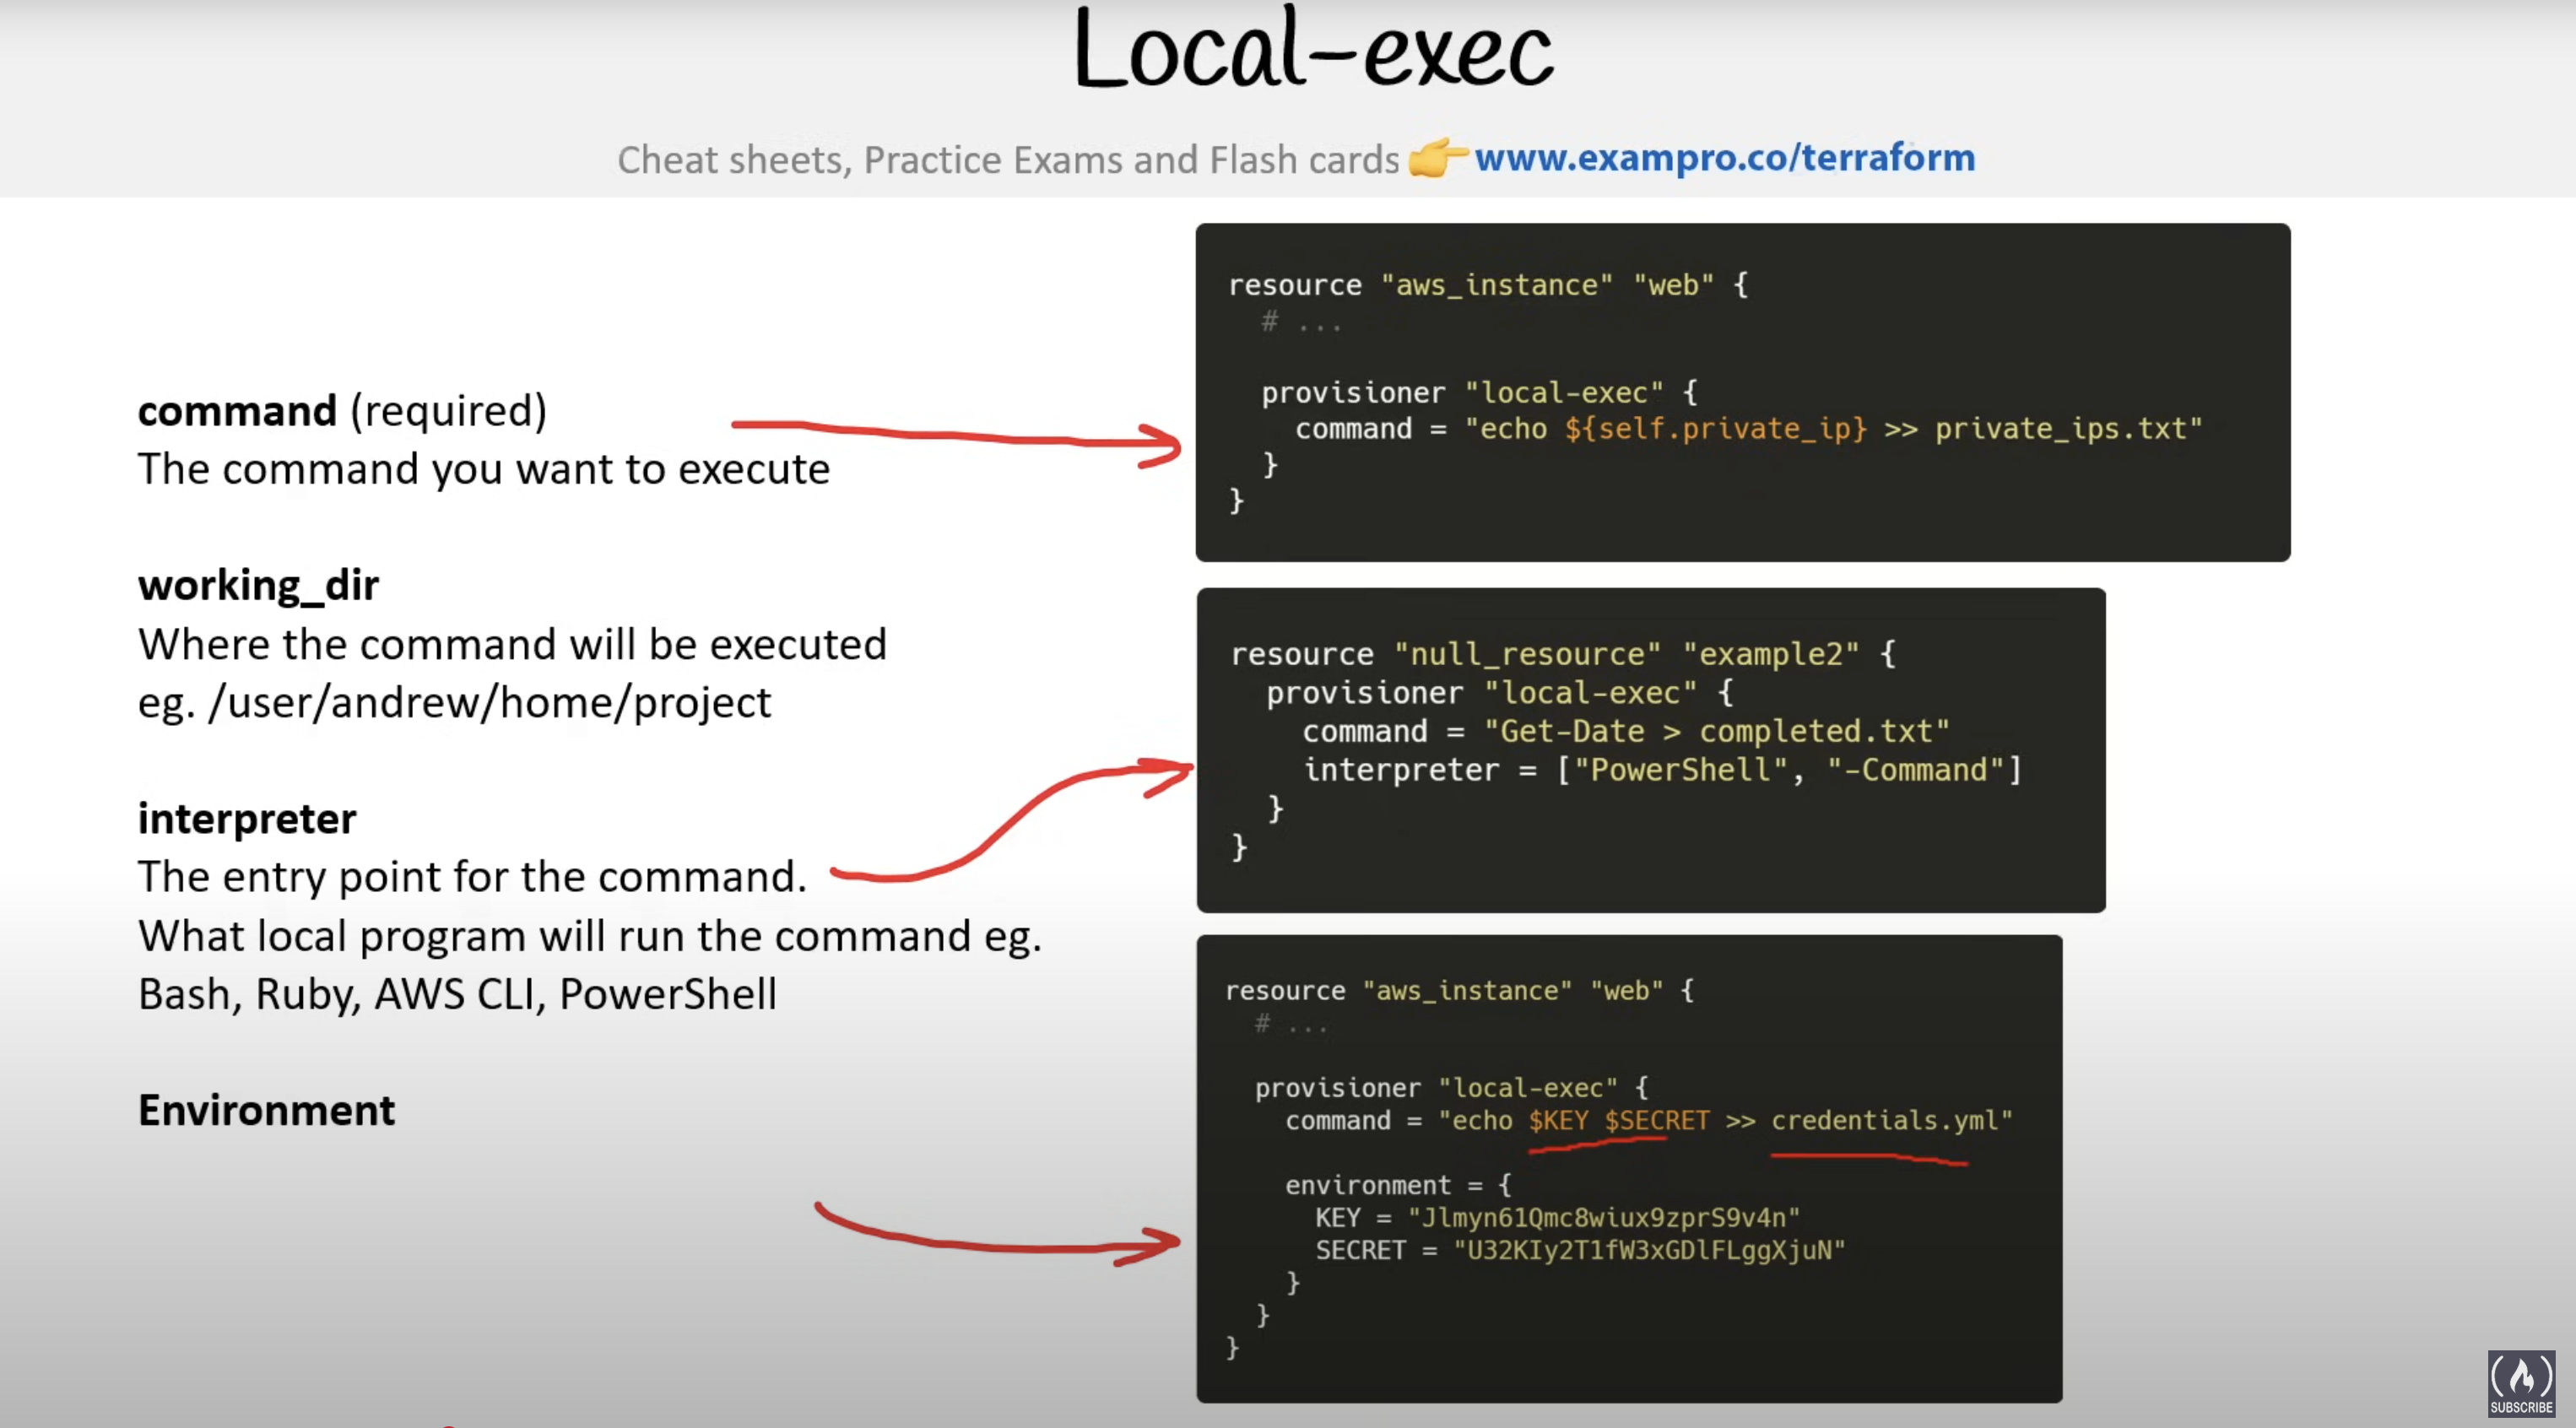 Local-exec
Cheat sheets, Practice Exams and Flash cards 👉 www.exampro.co/terraform
command (required)
The command you want to execute
working_dir
Where the command will be executed
eg. /user/andrew/home/project
interpreter
The entry point for the command.
What local program will run the command eg.
Bash, Ruby, AWS CLI, PowerShell
Environment
resource "aws_instance" "web" {
  # ...
  provisioner "local-exec" {
    command = "echo ${self.private_ip} >> private_ips.txt"
  }
}
resource "null_resource" "example2" {
  provisioner "local-exec" {
    command = "Get-Date > completed.txt"
    interpreter = ["PowerShell", "-Command"]
  }
}
resource "aws_instance" "web" {
  # ...
  provisioner "local-exec" {
    command = "echo $KEY $SECRET >> credentials.yml"
    environment = {
      KEY = "Jlmyn61Qmc8wiux9zprS9v4n"
      SECRET = "U32KIy2T1fW3xGDlFLggXjuN"
    }
  }
}
SUBSCRIBE